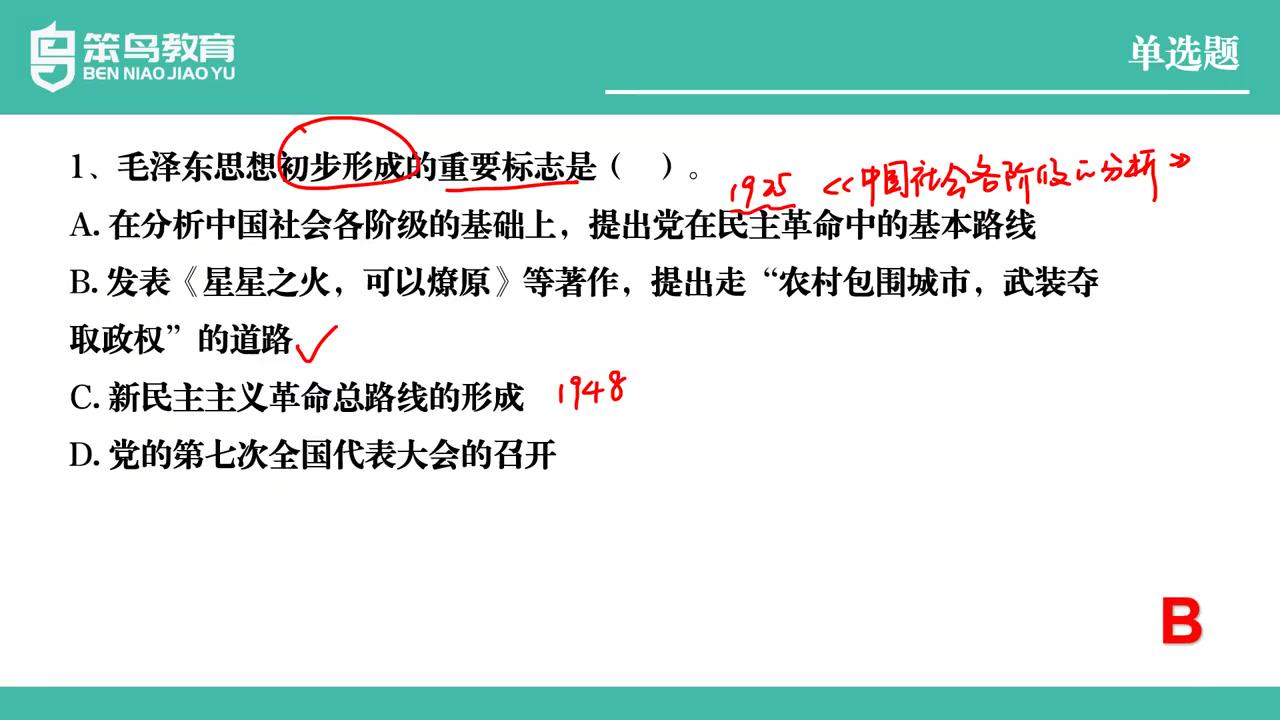 笨鸟教育
BEN NIAO JIAO YU
单选题
1、毛泽东思想初步形成的重要标志是（　）。
1925 《中国社会各阶级的分析》
A. 在分析中国社会各阶级的基础上，提出党在民主革命中的基本路线
B. 发表《星星之火，可以燎原》等著作，提出走“农村包围城市，武装夺
取政权”的道路
C. 新民主主义革命总路线的形成 1948
D. 党的第七次全国代表大会的召开
B